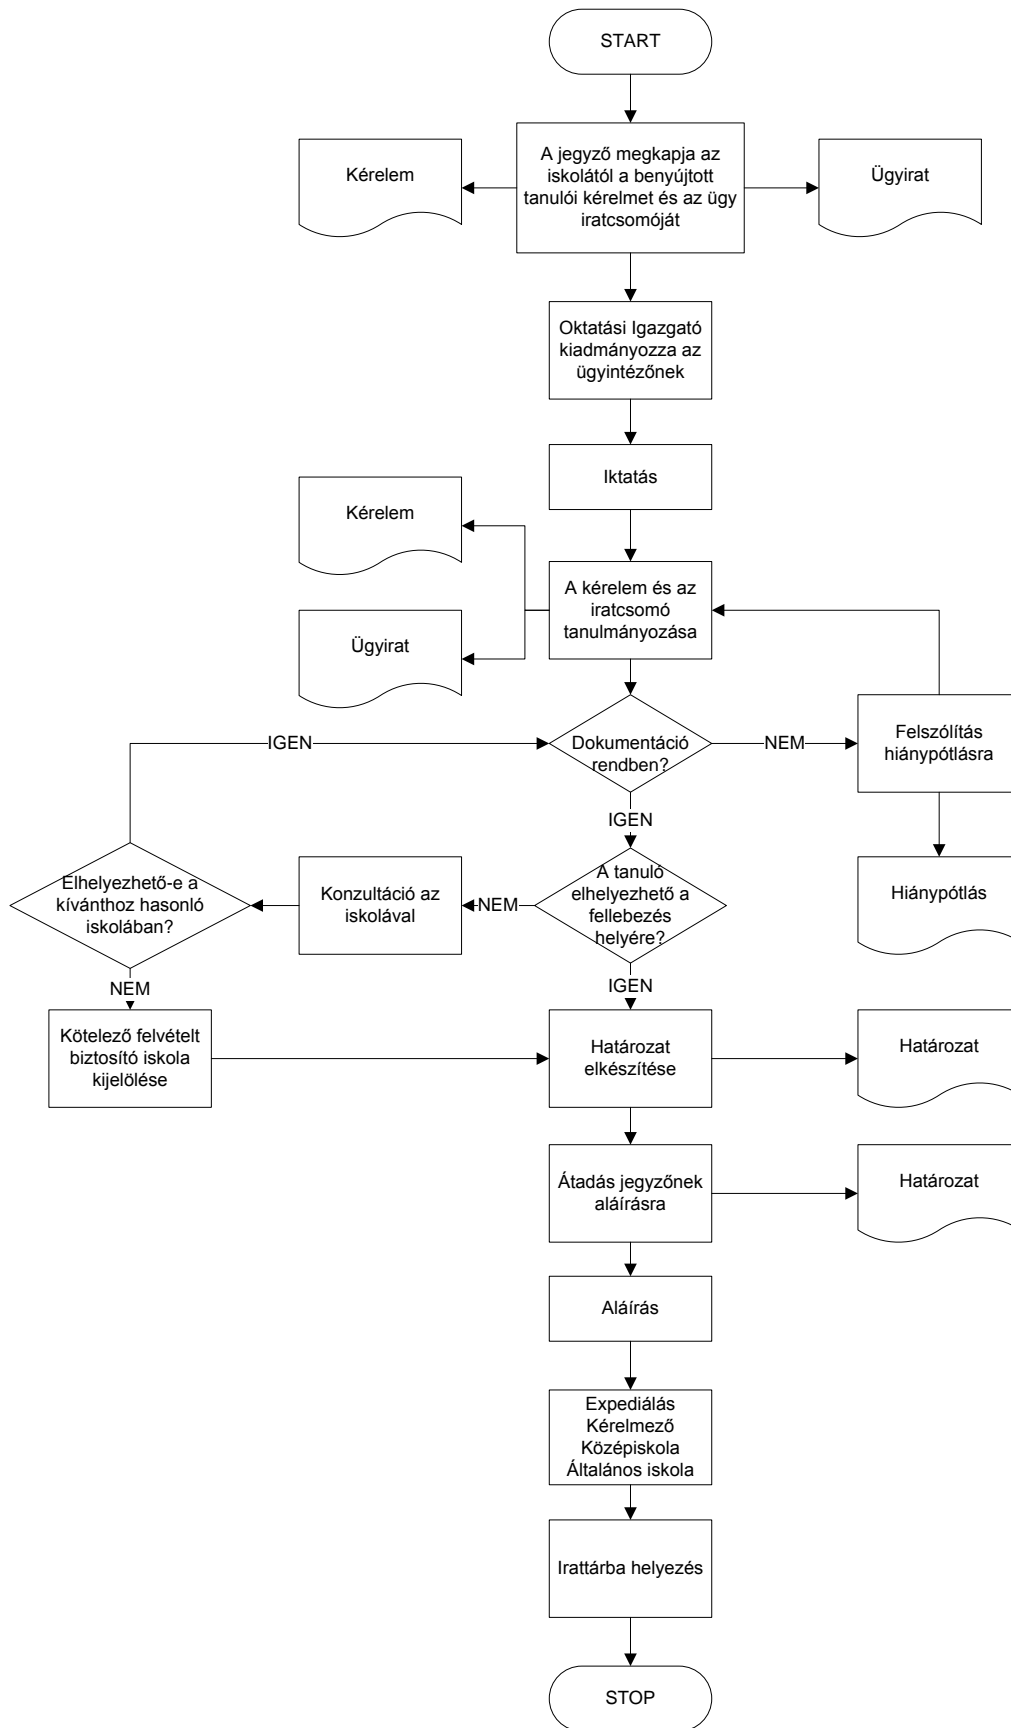 START
Kérelem
A jegyző megkapja az
iskolától a benyújtott
tanulói kérelmet és az ügy
iratcsomóját
Ügyirat
Oktatási Igazgató
kiadmányozza az
ügyintézőnek
Iktatás
Kérelem
A kérelem és az
iratcsomó
tanulmányozása
Ügyirat
IGEN
Dokumentáció
rendben?
NEM
Felszólítás
hiánypótlásra
IGEN
Elhelyezhető-e a
kívánthoz hasonló
iskolában?
Konzultáció az
iskolával
NEM
A tanuló
elhelyezhető a
fellebezés
helyére?
Hiánypótlás
NEM
IGEN
Kötelező felvételt
biztosító iskola
kijelölése
Határozat
elkészítése
Határozat
Átadás jegyzőnek
aláírásra
Határozat
Aláírás
Expediálás
Kérelmező
Középiskola
Általános iskola
Irattárba helyezés
STOP